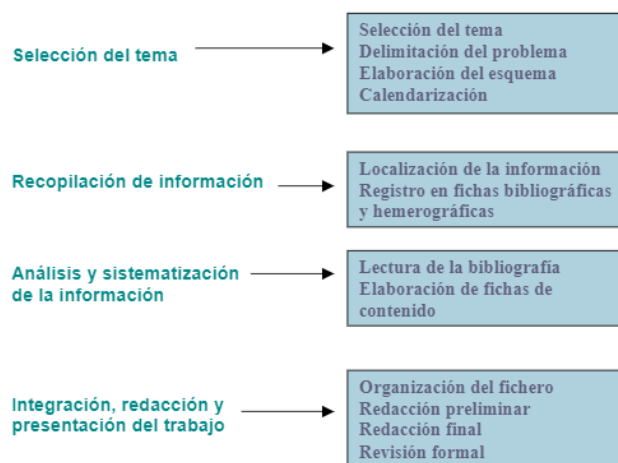 Selección del tema
Selección del tema
Delimitación del problema
Elaboración del esquema
Calendarización
Recopilación de información
Localización de la información
Registro en fichas bibliográficas
y hemerográficas
Análisis y sistematización
de la información
Lectura de la bibliografía
Elaboración de fichas de
contenido
Integración, redacción y
presentación del trabajo
Organización del fichero
Redacción preliminar
Redacción final
Revisión formal